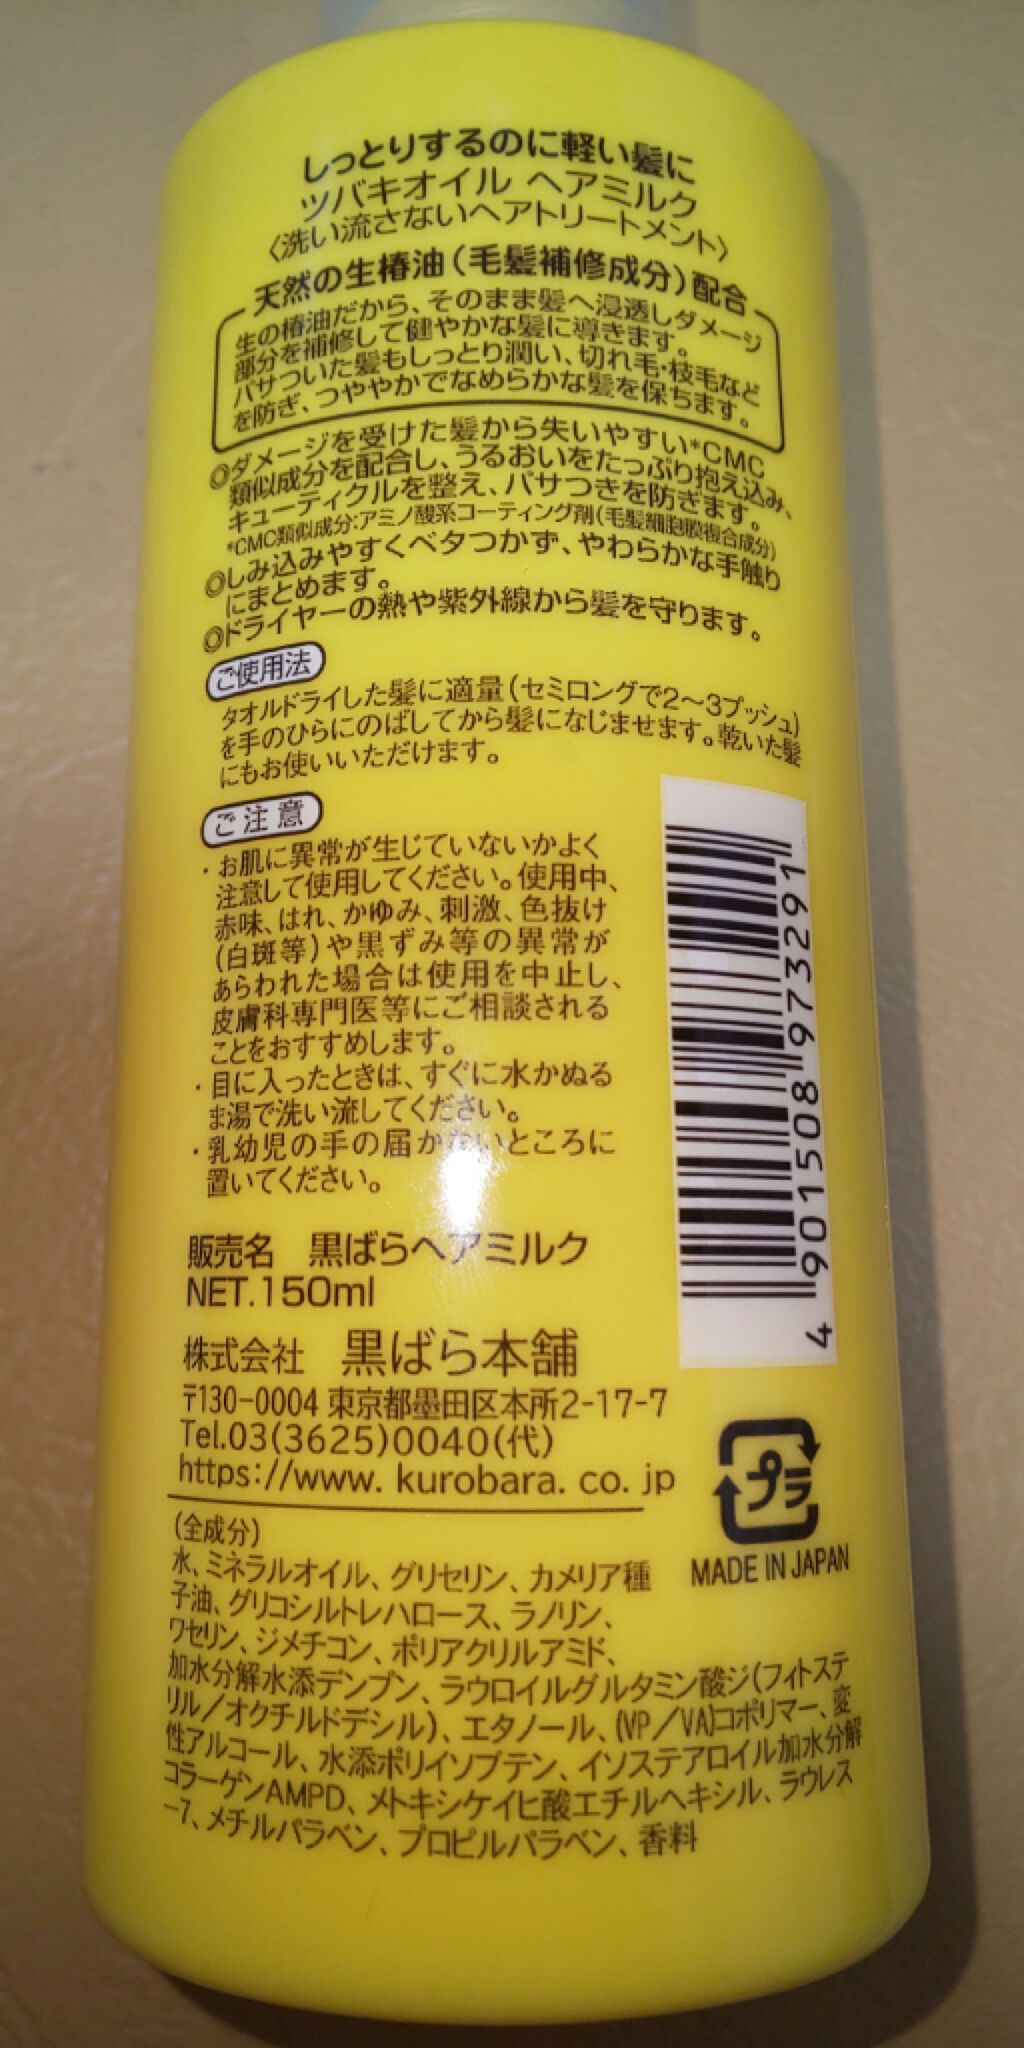 しっとりするのに軽い髪に
ツバキオイル ヘアミルク
〈洗い流さないヘアトリートメント〉
天然の生椿油(毛髪補修成分)配合
生の椿油だから、そのまま髪へ浸透しダメージ
部分を補修して健やかな髪に導きます。
パサついた髪もしっとり潤い、切れ毛・枝毛など
を防ぎ、つややかでなめらかな髪を保ちます。
◎ダメージを受けた髪から失いやすい*CMC
類似成分を配合し、うるおいをたっぷり抱え込み、
キューティクルを整え、パサつきを防ぎます。
*CMC類似成分:アミノ酸系コーティング剤(毛髪細胞膜複合成分)
◎しみ込みやすくベタつかず、やわらかな手触り
にまとめます。
◎ドライヤーの熱や紫外線から髪を守ります。
ご使用法
タオルドライした髪に適量(セミロングで2〜3プッシュ)
を手のひらにのばしてから髪になじませます。乾いた髪
にもお使いいただけます。
ご注意
・お肌に異常が生じていないかよく
注意して使用してください。使用中、
赤味、はれ、かゆみ、刺激、色抜け
(白斑等)や黒ずみ等の異常が
あらわれた場合は使用を中止し、
皮膚科専門医等にご相談される
ことをおすすめします。
・目に入ったときは、すぐに水かぬる
ま湯で洗い流してください。
・乳幼児の手の届かないところに
置いてください。
4 901508 973291
販売名 黒ばらヘアミルク
NET.150ml
株式会社 黒ばら本舗
〒130-0004 東京都墨田区本所2-17-7
Tel.03(3625)0040(代)
https://www. kurobara. co. jp
プラ
MADE IN JAPAN
(全成分)
水、ミネラルオイル、グリセリン、カメリア種
子油、グリコシルトレハロース、ラノリン、
ワセリン、ジメチコン、ポリアクリルアミド、
加水分解水添デンプン、ラウロイルグルタミン酸ジ(フィトステ
リル/オクチルドデシル)、エタノール、(VP/VA)コポリマー、変
性アルコール、水添ポリイソブテン、イソステアロイル加水分解
コラーゲンAMPD、メトキシケイヒ酸エチルヘキシル、ラウレス
-7、メチルパラベン、プロピルパラベン、香料